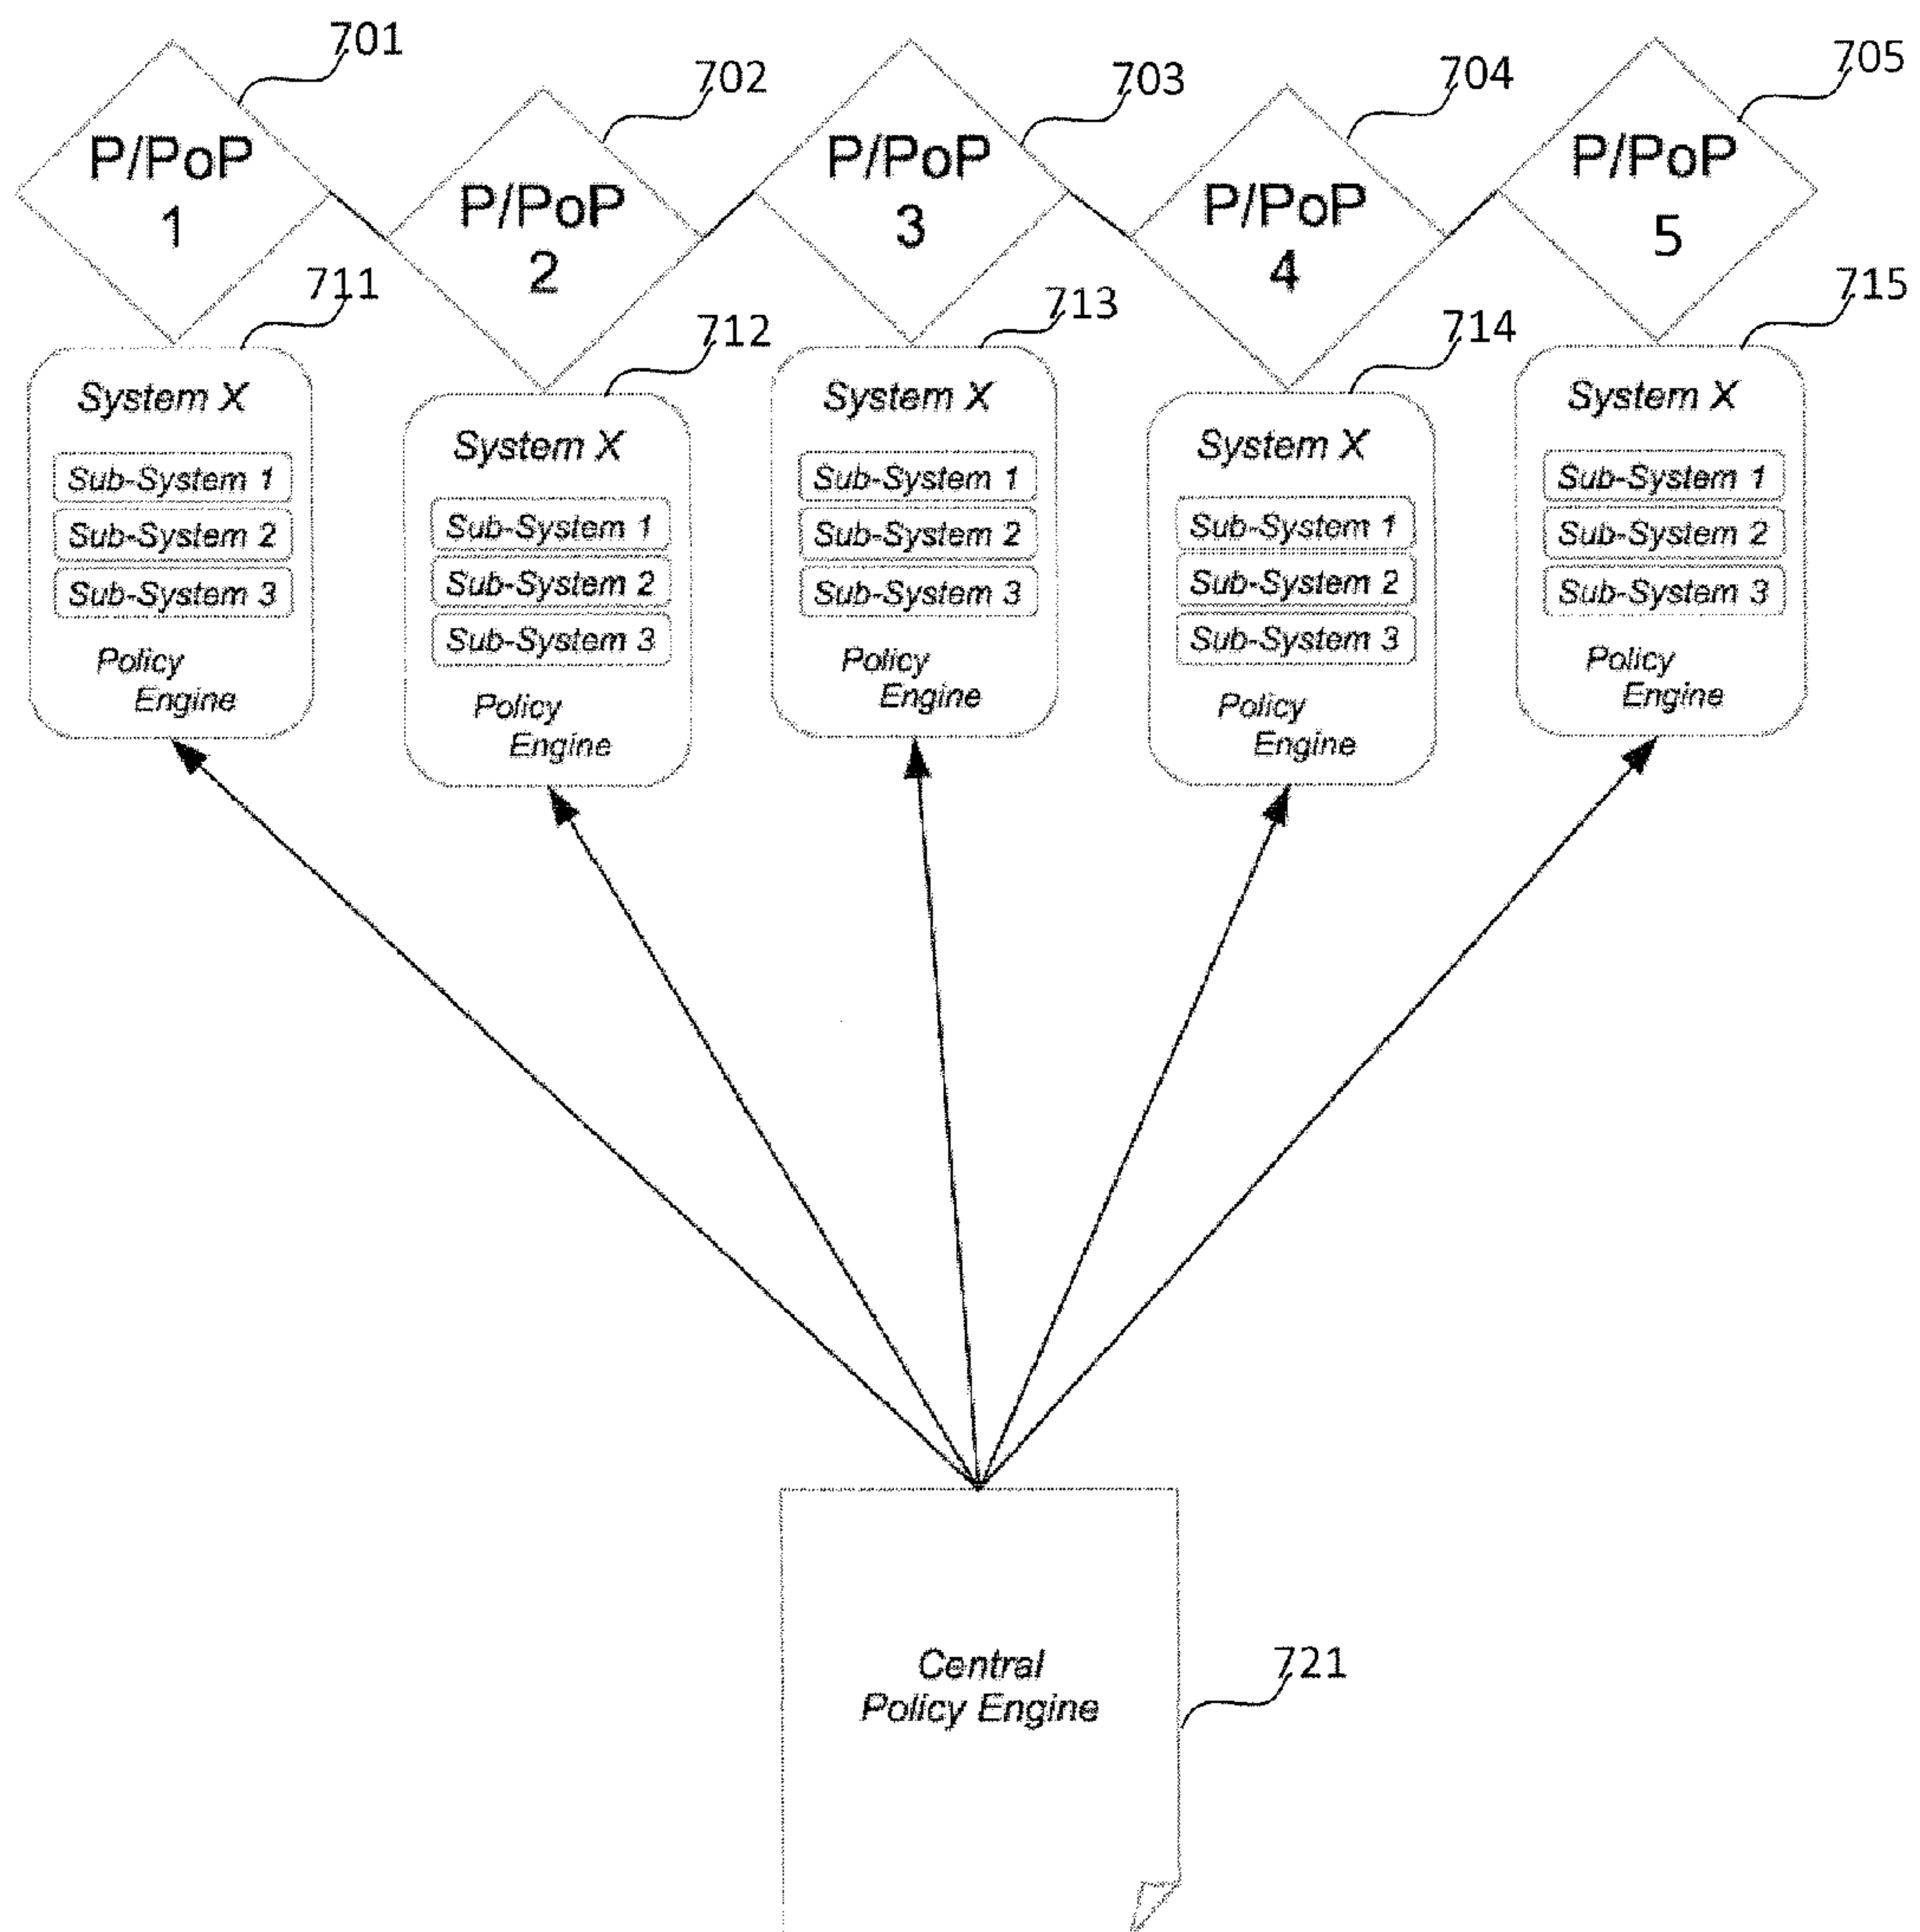 701
702
703
704
705
P/PoP
1
P/PoP
2
P/PoP
3
P/PoP
4
P/PoP
5
711
712
713
714
715
System X
Sub-System 1
Sub-System 2
Sub-System 3
Policy
Engine
System X
Sub-System 1
Sub-System 2
Sub-System 3
Policy
Engine
System X
Sub-System 1
Sub-System 2
Sub-System 3
Policy
Engine
System X
Sub-System 1
Sub-System 2
Sub-System 3
Policy
Engine
System X
Sub-System 1
Sub-System 2
Sub-System 3
Policy
Engine
Central
Policy Engine
721